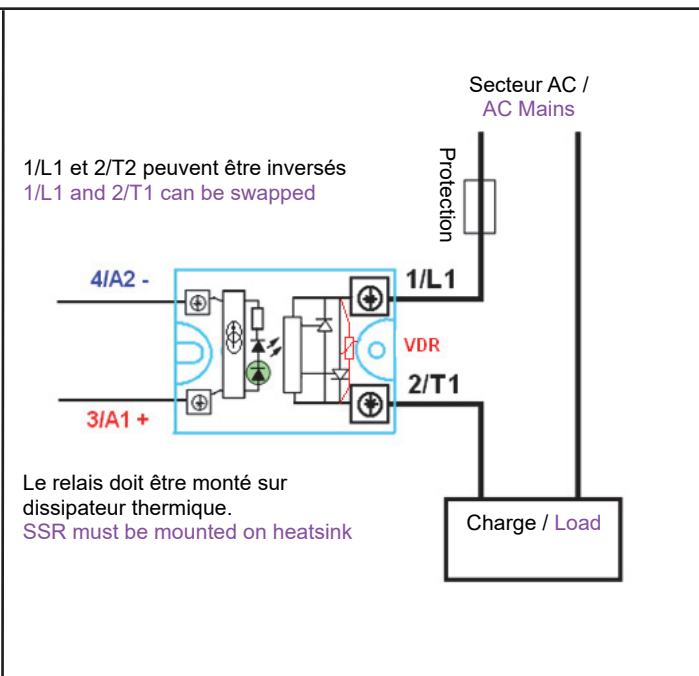 Secteur AC /
AC Mains
1/L1 et 2/T2 peuvent être inversés
1/L1 and 2/T1 can be swapped
Protection
4/A2 -
1/L1
VDR
2/T1
3/A1 +
Le relais doit être monté sur
dissipateur thermique.
SSR must be mounted on heatsink
Charge / Load